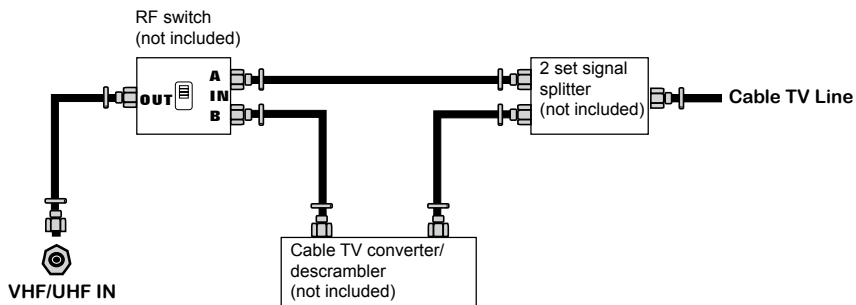 RF switch
(not included)
OUT
A
IN
B
2 set signal
splitter
(not included)
Cable TV Line
Cable TV converter/
descrambler
(not included)
VHF/UHF IN